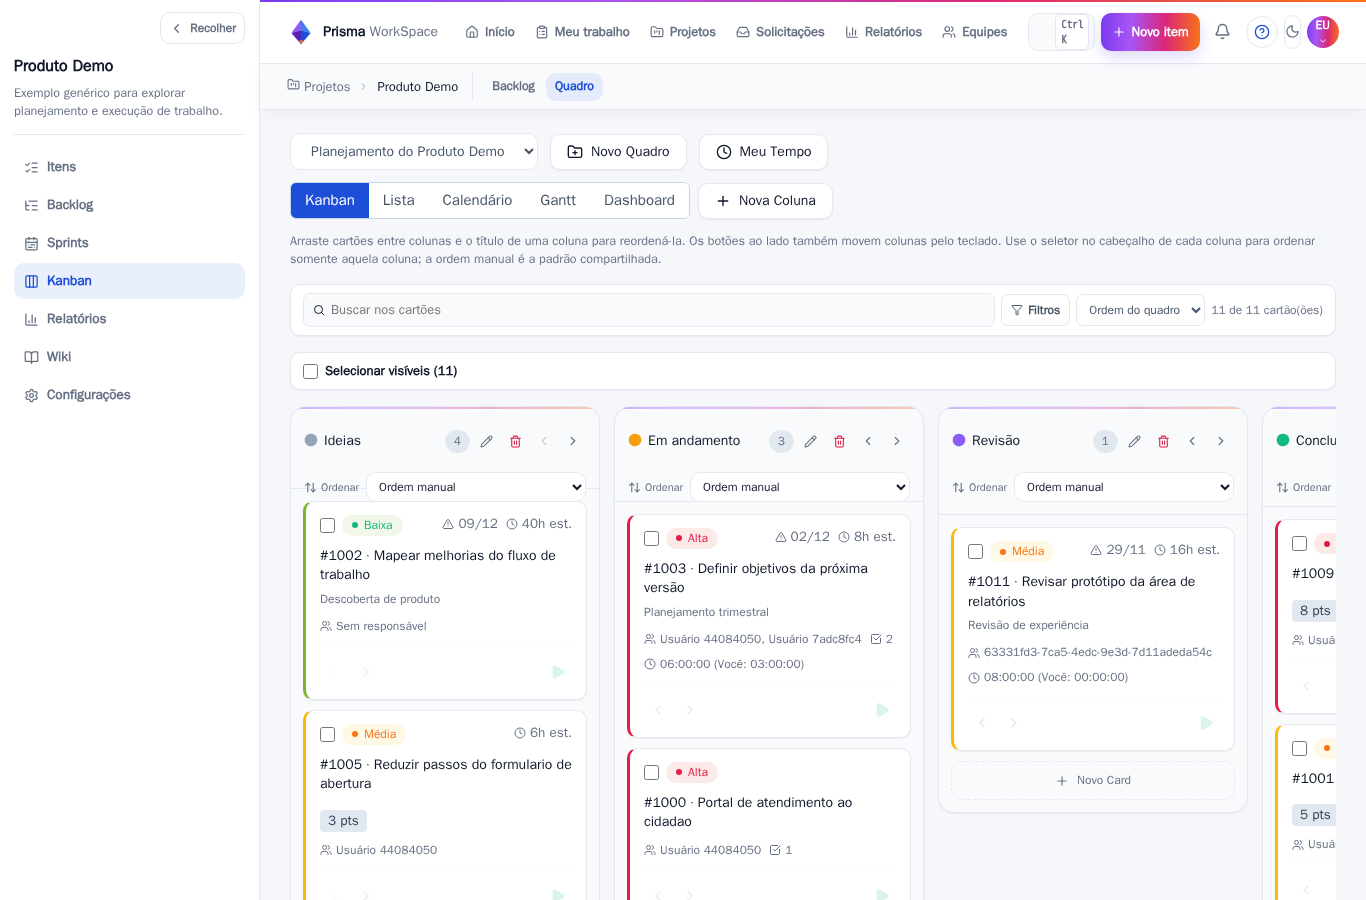 Recolher
Produto Demo
Exemplo genérico para explorar
planejamento e execução de trabalho.
Itens
Backlog
Sprints
Kanban
Relatórios
Wiki
Configurações
Prisma WorkSpace
Início
Meu trabalho
Projetos
Solicitações
Relatórios
Equipes
Ctrl
K
Novo item
EU
Projetos
Produto Demo
Backlog
Quadro
Planejamento do Produto Demo
Novo Quadro
Meu Tempo
Kanban
Lista
Calendário
Gantt
Dashboard
Nova Coluna
Arraste cartões entre colunas e o título de uma coluna para reordená-la. Os botões ao lado também movem colunas pelo teclado. Use o seletor no cabeçalho de cada coluna para ordenar
somente aquela coluna; a ordem manual é a padrão compartilhada.
Buscar nos cartões
Filtros
Ordem do quadro
11 de 11 cartão(ões)
Selecionar visíveis (11)
Ideias
4
Ordenar
Ordem manual
Baixa
09/12
40h est.
#1002 · Mapear melhorias do fluxo de
trabalho
Descoberta de produto
Sem responsável
Média
6h est.
#1005 · Reduzir passos do formulario de
abertura
3 pts
Usuário 44084050
Em andamento
3
Ordenar
Ordem manual
Alta
02/12
8h est.
#1003 · Definir objetivos da próxima
versão
Planejamento trimestral
Usuário 44084050, Usuário 7adc8fc4
2
06:00:00 (Você: 03:00:00)
Alta
#1000 · Portal de atendimento ao
cidadao
Usuário 44084050
1
Revisão
1
Ordenar
Ordem manual
Média
29/11
16h est.
#1011 · Revisar protótipo da área de
relatórios
Revisão de experiência
63331fd3-7ca5-4edc-9e3d-7d11adeda54c
08:00:00 (Você: 00:00:00)
Novo Card
Conclu
Ordenar
#1009
8 pts
Usuá
#1001
5 pts
Usuá